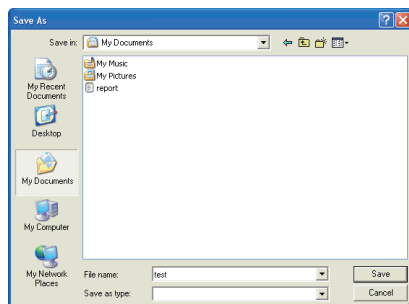 Save As
Save in: My Documents
My Music
My Pictures
report
My Recent
Documents
Desktop
My Documents
My Computer
My Network
Places
File name: test Save
Save as type: Cancel